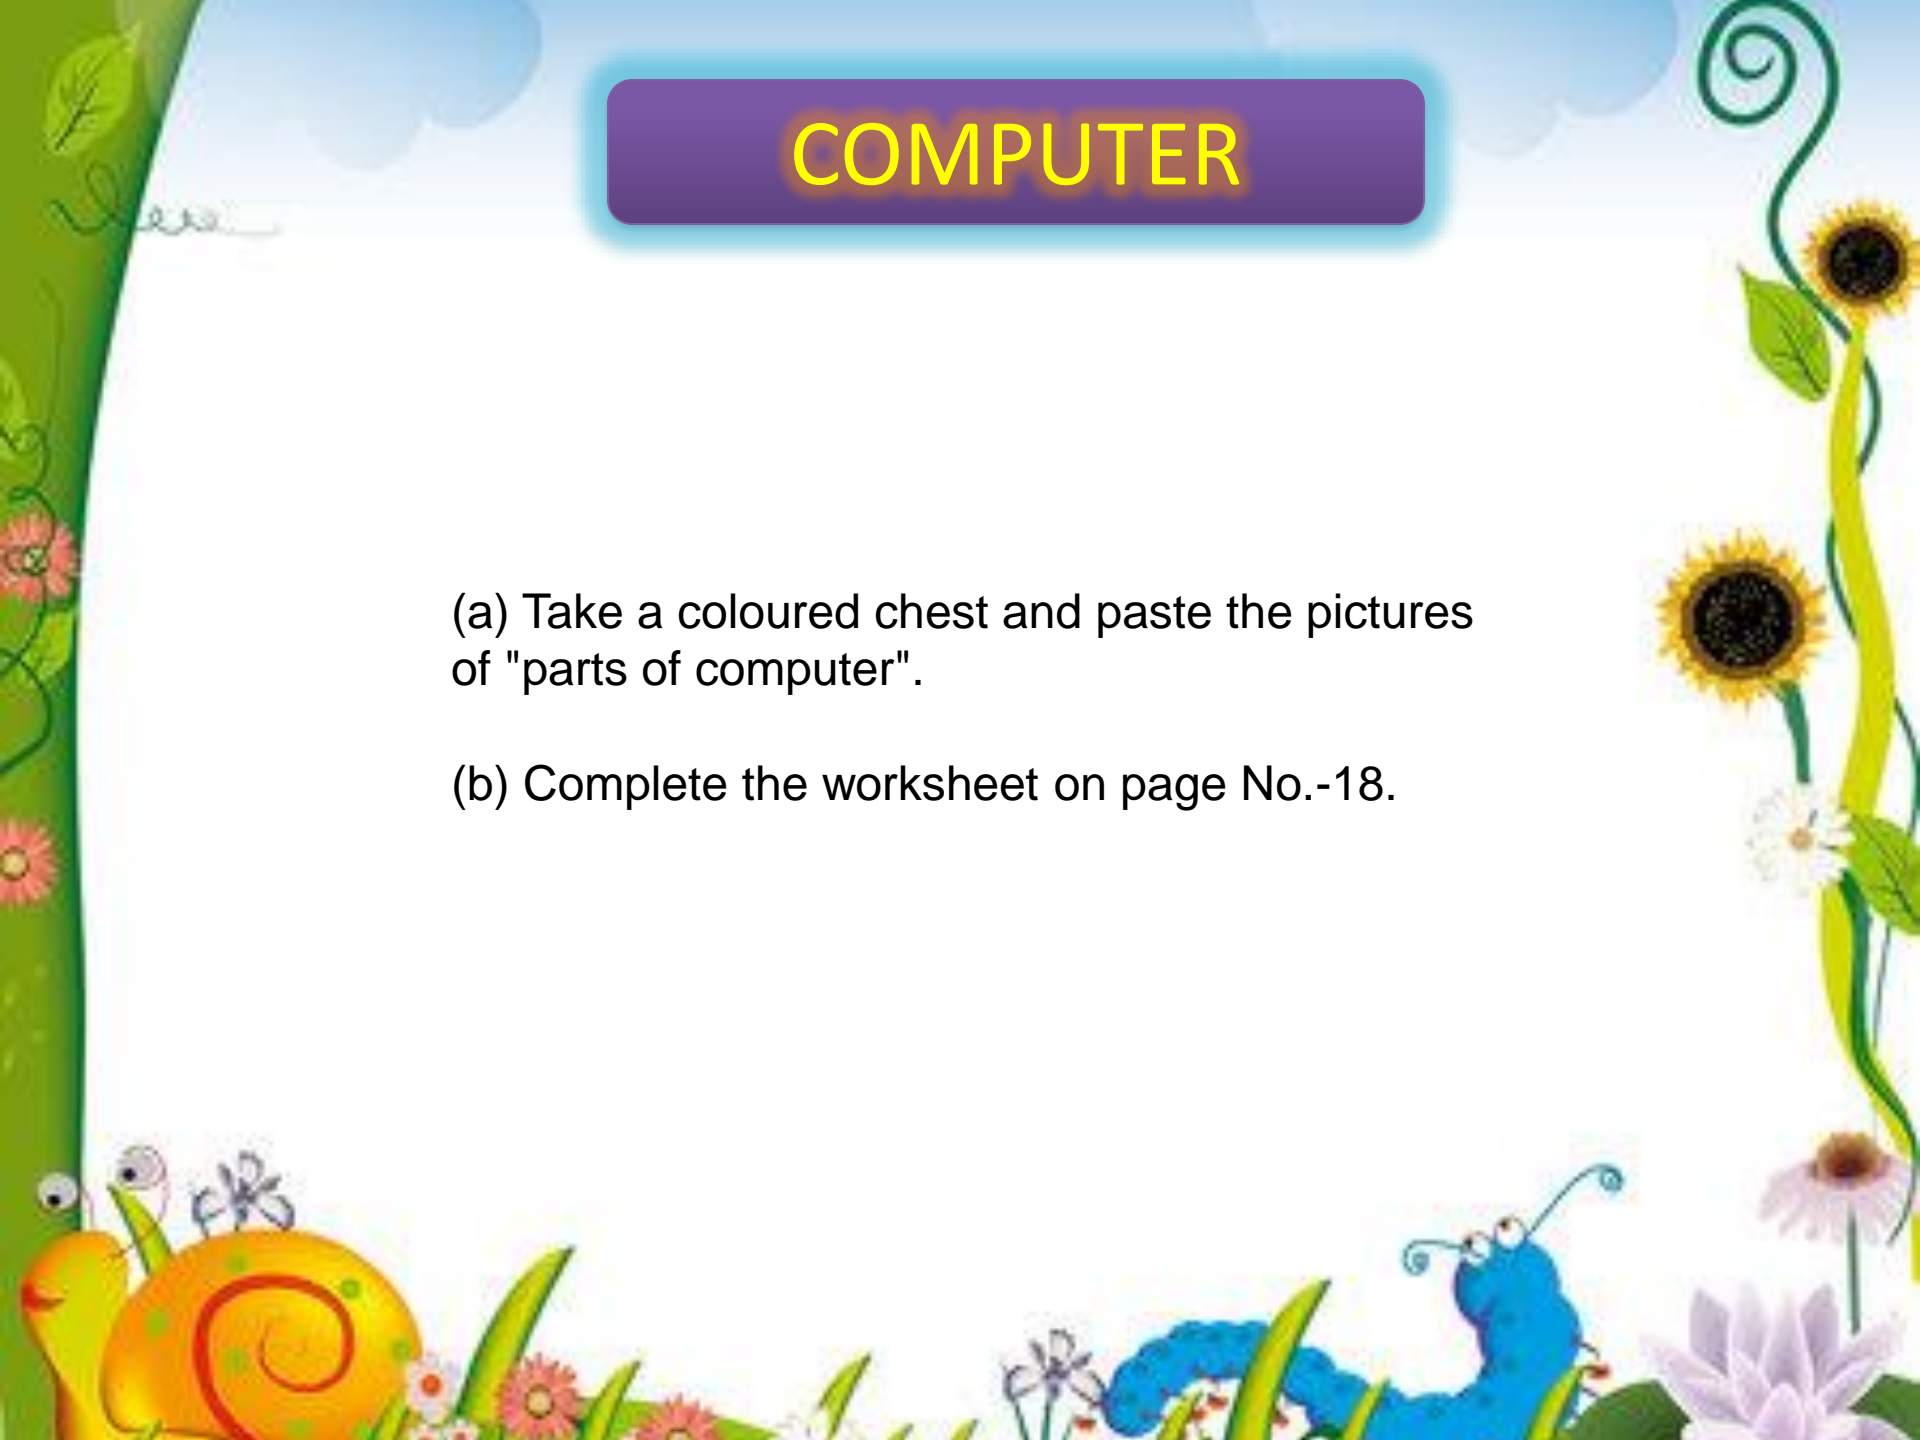 COMPUTER
(a) Take a coloured chest and paste the pictures
of "parts of computer".
(b) Complete the worksheet on page No.-18.